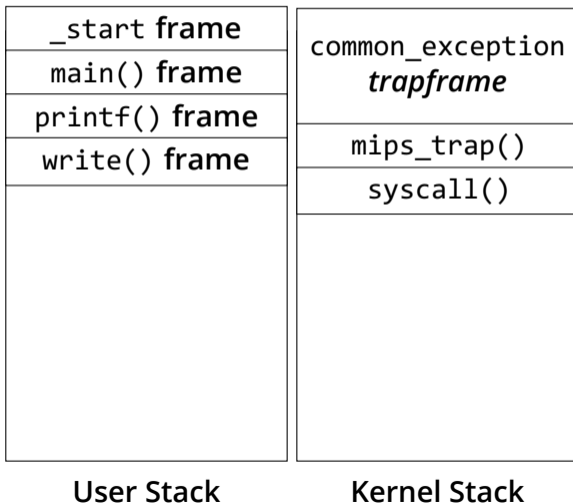 _start frame
main() frame
printf() frame
write() frame
common_exception
trapframe
mips_trap()
syscall()
User Stack
Kernel Stack